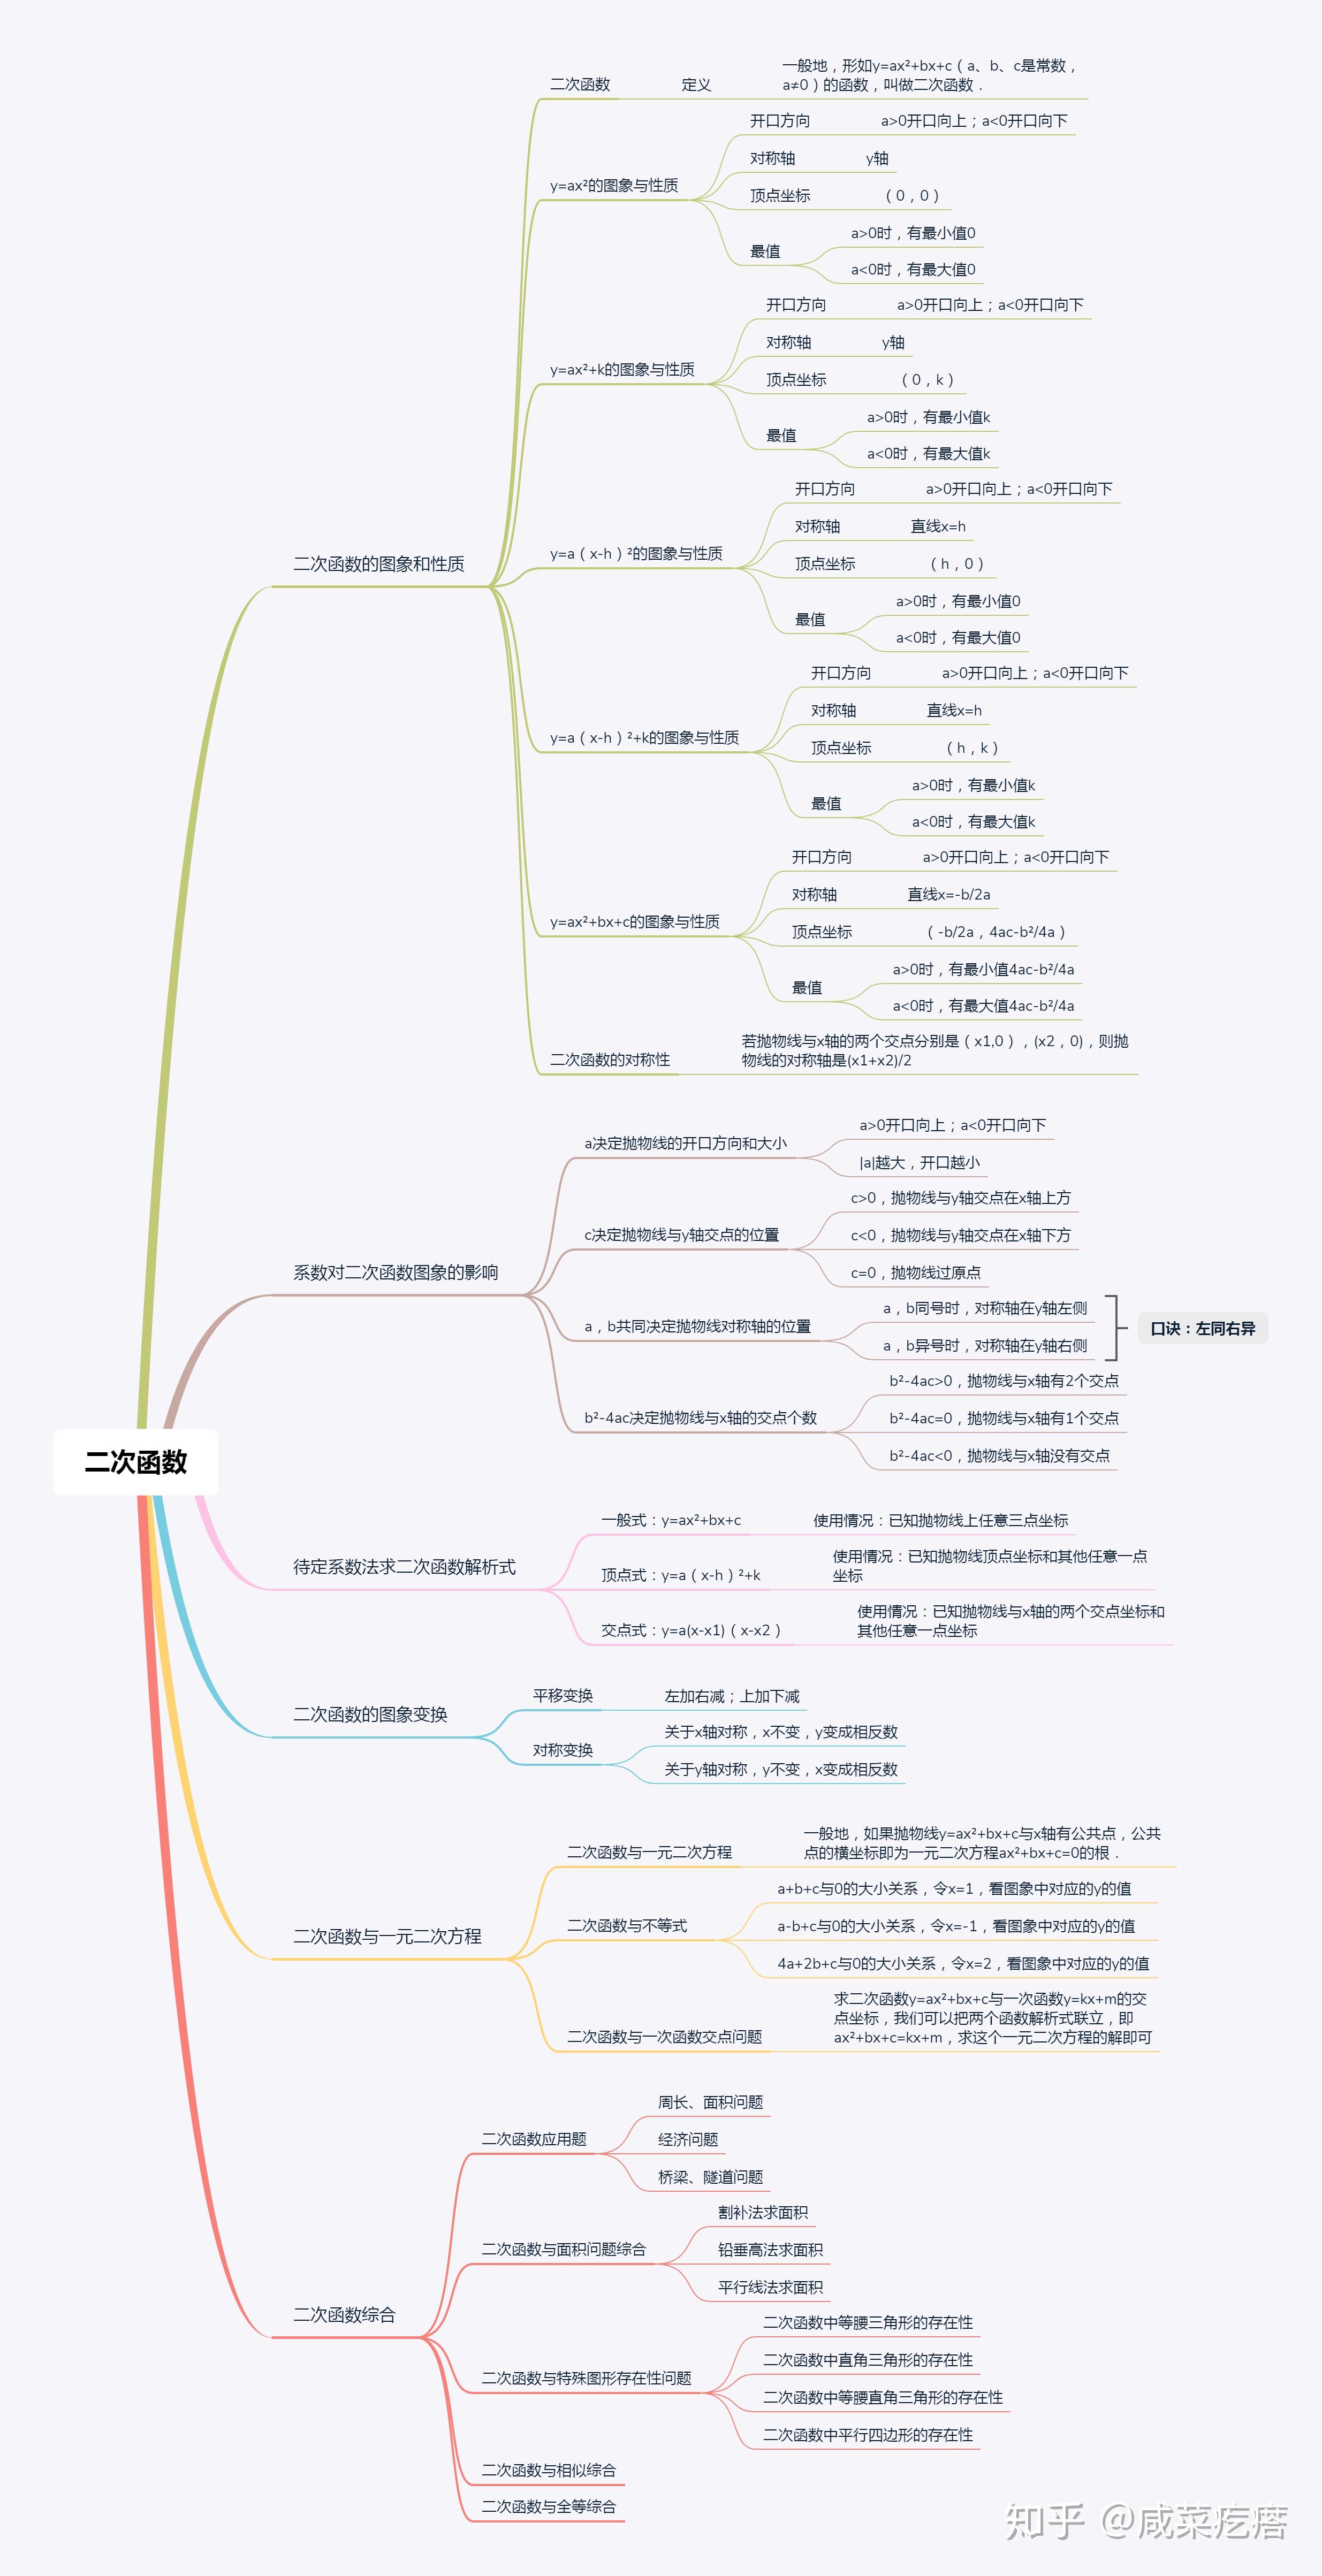 二次函数
二次函数的图象和性质
二次函数
定义
一般地，形如y=ax²+bx+c（a、b、c是常数，
a≠0）的函数，叫做二次函数．
y=ax²的图象与性质
开口方向
a>0开口向上；a<0开口向下
对称轴
y轴
顶点坐标
（0，0）
最值
a>0时，有最小值0
a<0时，有最大值0
y=ax²+k的图象与性质
开口方向
a>0开口向上；a<0开口向下
对称轴
y轴
顶点坐标
（0，k）
最值
a>0时，有最小值k
a<0时，有最大值k
y=a（x-h）²的图象与性质
开口方向
a>0开口向上；a<0开口向下
对称轴
直线x=h
顶点坐标
（h，0）
最值
a>0时，有最小值0
a<0时，有最大值0
y=a（x-h）²+k的图象与性质
开口方向
a>0开口向上；a<0开口向下
对称轴
直线x=h
顶点坐标
（h，k）
最值
a>0时，有最小值k
a<0时，有最大值k
y=ax²+bx+c的图象与性质
开口方向
a>0开口向上；a<0开口向下
对称轴
直线x=-b/2a
顶点坐标
（-b/2a，4ac-b²/4a）
最值
a>0时，有最小值4ac-b²/4a
a<0时，有最大值4ac-b²/4a
二次函数的对称性
若抛物线与x轴的两个交点分别是（x1,0），(x2，0)，则抛
物线的对称轴是(x1+x2)/2
系数对二次函数图象的影响
a决定抛物线的开口方向和大小
a>0开口向上；a<0开口向下
|a|越大，开口越小
c决定抛物线与y轴交点的位置
c>0，抛物线与y轴交点在x轴上方
c<0，抛物线与y轴交点在x轴下方
c=0，抛物线过原点
a，b共同决定抛物线对称轴的位置
a，b同号时，对称轴在y轴左侧
a，b异号时，对称轴在y轴右侧
口诀：左同右异
b²-4ac决定抛物线与x轴的交点个数
b²-4ac>0，抛物线与x轴有2个交点
b²-4ac=0，抛物线与x轴有1个交点
b²-4ac<0，抛物线与x轴没有交点
待定系数法求二次函数解析式
一般式：y=ax²+bx+c
使用情况：已知抛物线上任意三点坐标
顶点式：y=a（x-h）²+k
使用情况：已知抛物线顶点坐标和其他任意一点
坐标
交点式：y=a(x-x1)（x-x2）
使用情况：已知抛物线与x轴的两个交点坐标和
其他任意一点坐标
二次函数的图象变换
平移变换
左加右减；上加下减
对称变换
关于x轴对称，x不变，y变成相反数
关于y轴对称，y不变，x变成相反数
二次函数与一元二次方程
二次函数与一元二次方程
一般地，如果抛物线y=ax²+bx+c与x轴有公共点，公共
点的横坐标即为一元二次方程ax²+bx+c=0的根．
二次函数与不等式
a+b+c与0的大小关系，令x=1，看图象中对应的y的值
a-b+c与0的大小关系，令x=-1，看图象中对应的y的值
4a+2b+c与0的大小关系，令x=2，看图象中对应的y的值
二次函数与一次函数交点问题
求二次函数y=ax²+bx+c与一次函数y=kx+m的交
点坐标，我们可以把两个函数解析式联立，即
ax²+bx+c=kx+m，求这个一元二次方程的解即可
二次函数综合
二次函数应用题
周长、面积问题
经济问题
桥梁、隧道问题
二次函数与面积问题综合
割补法求面积
铅垂高法求面积
平行线法求面积
二次函数与特殊图形存在性问题
二次函数中等腰三角形的存在性
二次函数中直角三角形的存在性
二次函数中等腰直角三角形的存在性
二次函数中平行四边形的存在性
二次函数与相似综合
二次函数与全等综合
知乎 @咸菜疙瘩